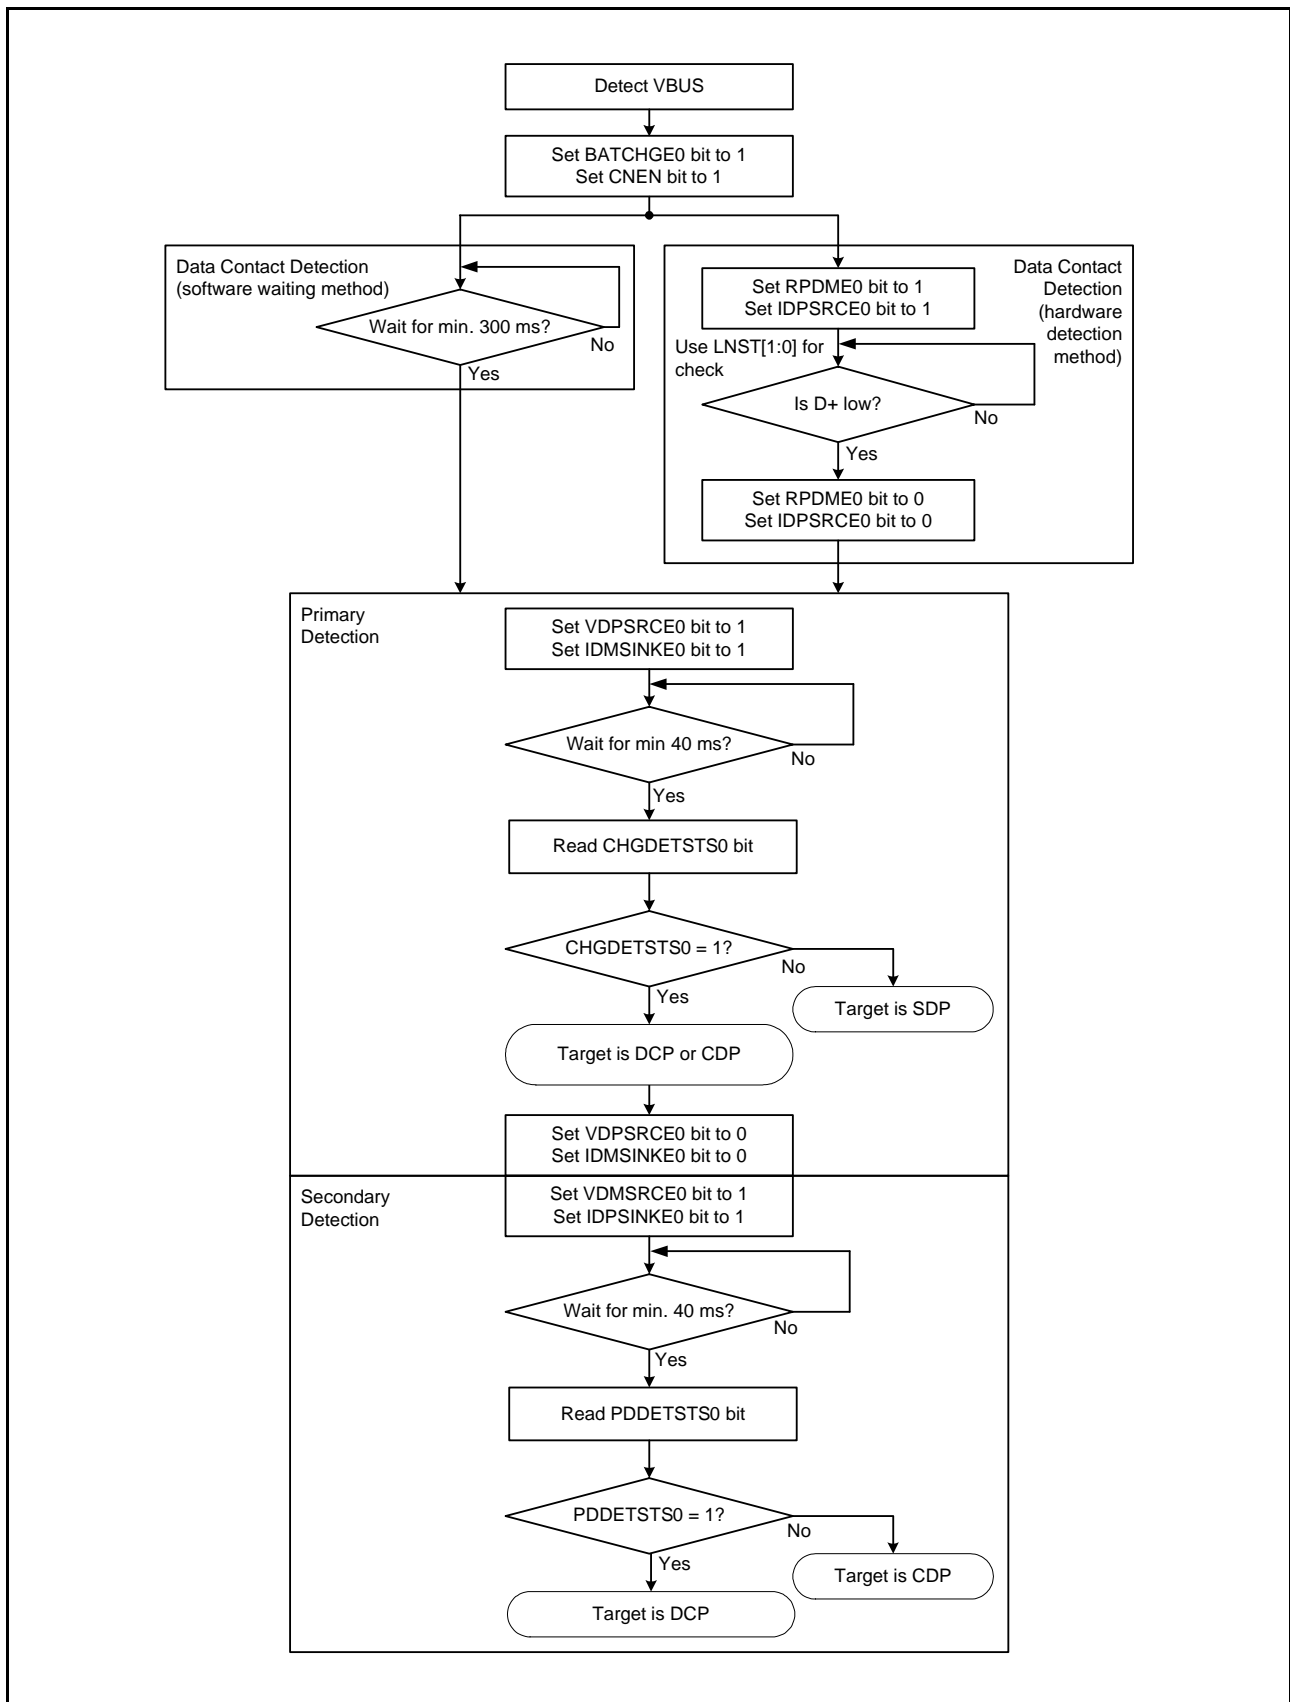 Detect VBUS
Set BATCHGE0 bit to 1
Set CNEN bit to 1
Data Contact Detection
(software waiting method)
Wait for min. 300 ms?
No
Yes
Data Contact
Detection
(hardware
detection
method)
Set RPDME0 bit to 1
Set IDPSRCE0 bit to 1
Use LNST[1:0] for
check
Is D+ low?
No
Yes
Set RPDME0 bit to 0
Set IDPSRCE0 bit to 0
Primary
Detection
Set VDPSRCE0 bit to 1
Set IDMSINKE0 bit to 1
Wait for min 40 ms?
No
Yes
Read CHGDETSTS0 bit
CHGDETSTS0 = 1?
No
Yes
Target is SDP
Target is DCP or CDP
Set VDPSRCE0 bit to 0
Set IDMSINKE0 bit to 0
Secondary
Detection
Set VDMSRCE0 bit to 1
Set IDPSINKE0 bit to 1
Wait for min. 40 ms?
No
Yes
Read PDDETSTS0 bit
PDDETSTS0 = 1?
No
Yes
Target is CDP
Target is DCP